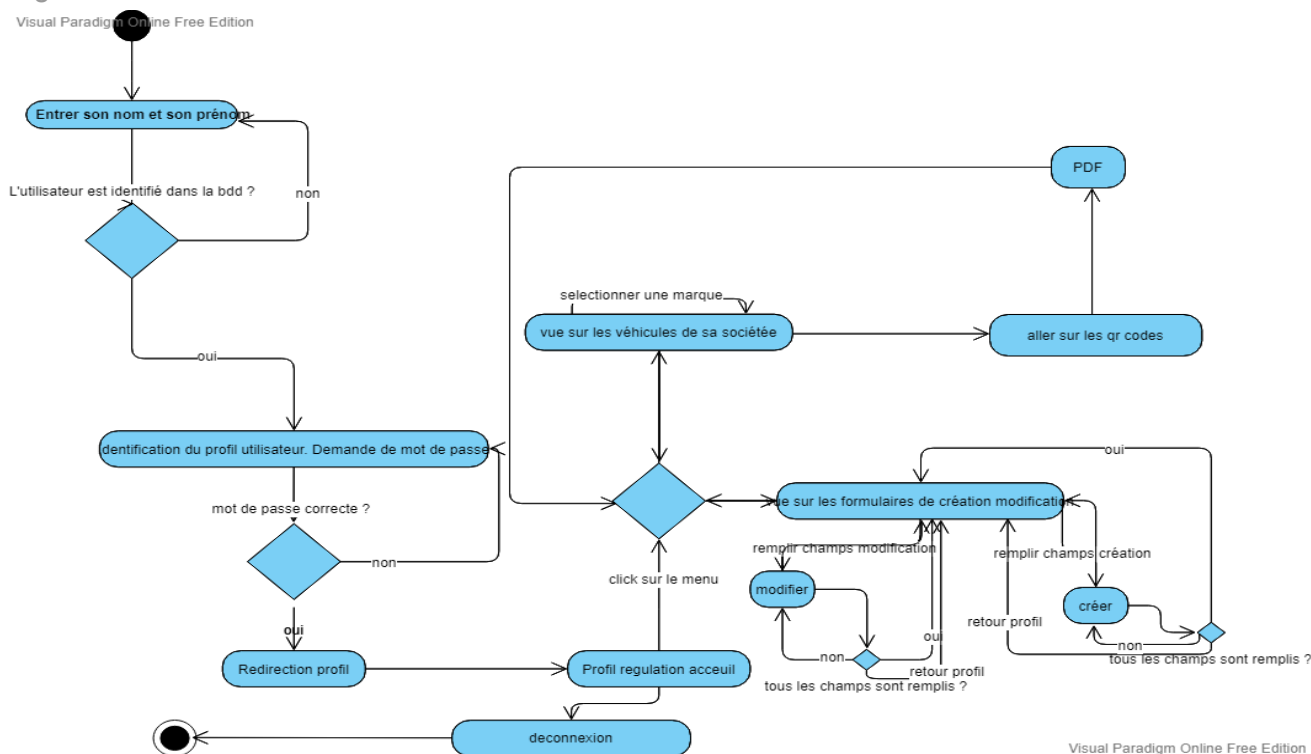 Visual Paradigm Online Free Edition
Entrer son nom et son prénom
L'utilisateur est identifié dans la bdd ?
non
PDF
selectionner une marque
vue sur les véhicules de sa sociétée
aller sur les qr codes
oui
dentification du profil utilisateur. Demande de mot de passe
oui
mot de passe correcte ?
vue sur les formulaires de création modification
remplir champs modification
remplir champs création
non
click sur le menu
modifier
créer
retour profil
oui
oui
non
non
retour profil
tous les champs sont remplis ?
tous les champs sont remplis ?
Redirection profil
Profil regulation acceuil
deconnexion
Visual Paradigm Online Free Edition